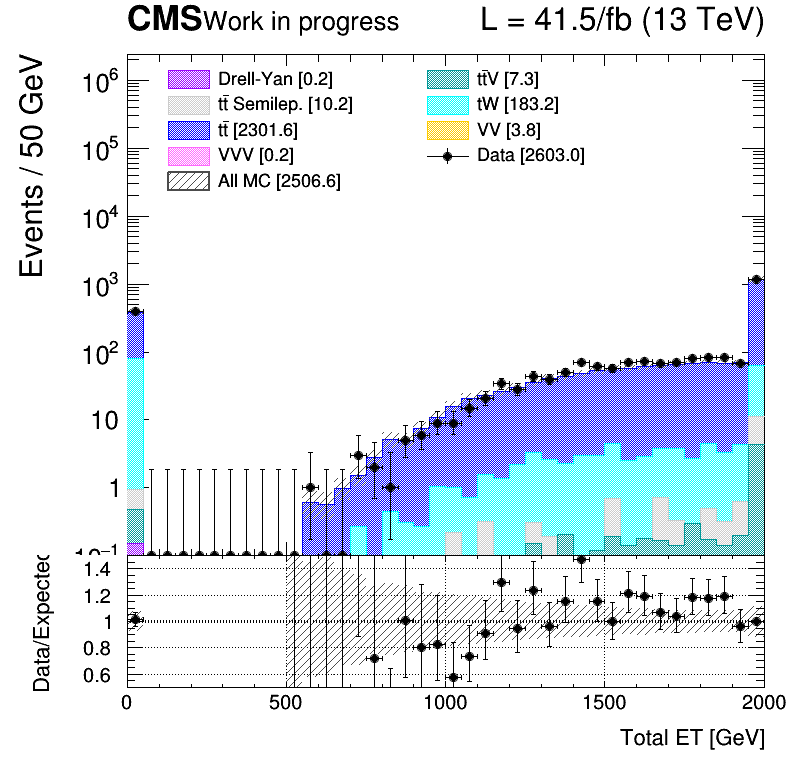 CMS Work in progress L = 41.5/fb (13 TeV)
Events / 50 GeV
Drell-Yan [0.2]
tt̄ Semilep. [10.2]
tt̄ [2301.6]
VVV [0.2]
All MC [2506.6]
tt̄V [7.3]
tW [183.2]
VV [3.8]
Data [2603.0]
10⁶
10⁵
10⁴
10³
10²
10
1
10⁻¹
Data/Expected
1.4
1.2
1
0.8
0.6
0 500 1000 1500 2000
Total ET [GeV]